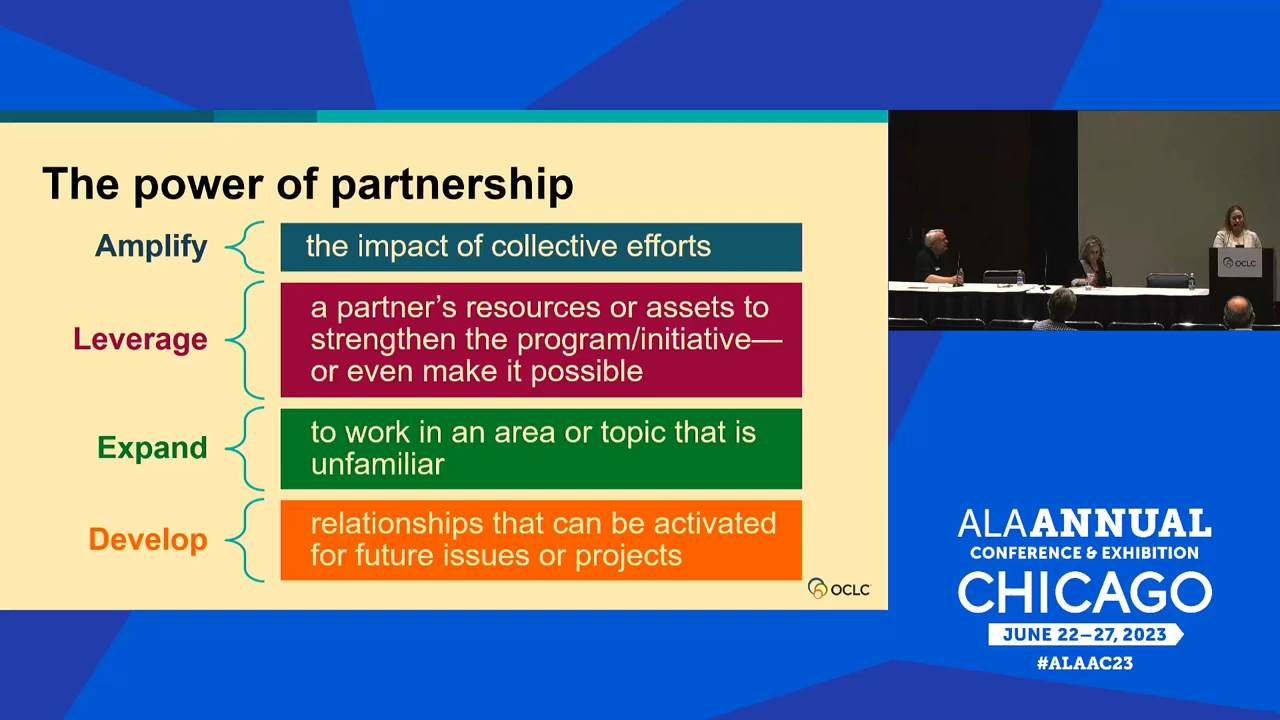 The power of partnership
Amplify
the impact of collective efforts
Leverage
a partner's resources or assets to
strengthen the program/initiative—
or even make it possible
Expand
to work in an area or topic that is
unfamiliar
Develop
relationships that can be activated
for future issues or projects
OCLC
OCLC
ALAANNUAL
CONFERENCE & EXHIBITION
CHICAGO
JUNE 22–27, 2023
#ALAAC23